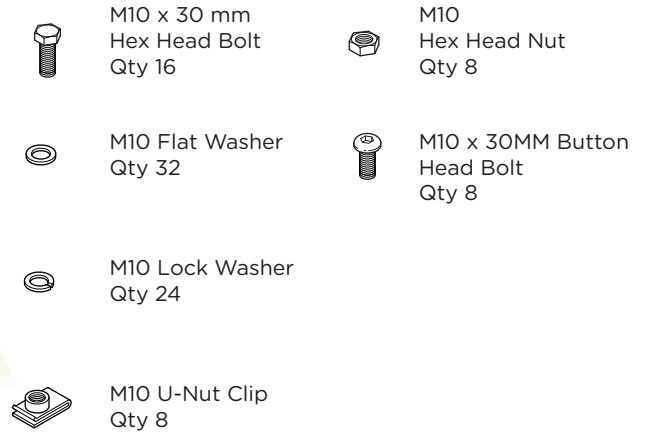 M10 x 30 mm
Hex Head Bolt
Qty 16
M10
Hex Head Nut
Qty 8
M10 Flat Washer
Qty 32
M10 x 30MM Button
Head Bolt
Qty 8
M10 Lock Washer
Qty 24
M10 U-Nut Clip
Qty 8